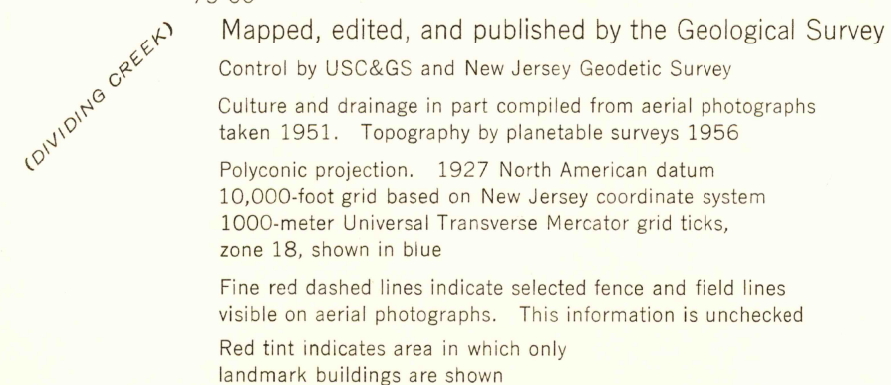 (DIVIDING CREEK)
Mapped, edited, and published by the Geological Survey
Control by USC&GS and New Jersey Geodetic Survey
Culture and drainage in part compiled from aerial photographs
taken 1951. Topography by planetable surveys 1956
Polyconic projection. 1927 North American datum
10,000-foot grid based on New Jersey coordinate system
1000-meter Universal Transverse Mercator grid ticks,
zone 18, shown in blue
Fine red dashed lines indicate selected fence and field lines
visible on aerial photographs. This information is unchecked
Red tint indicates area in which only
landmark buildings are shown